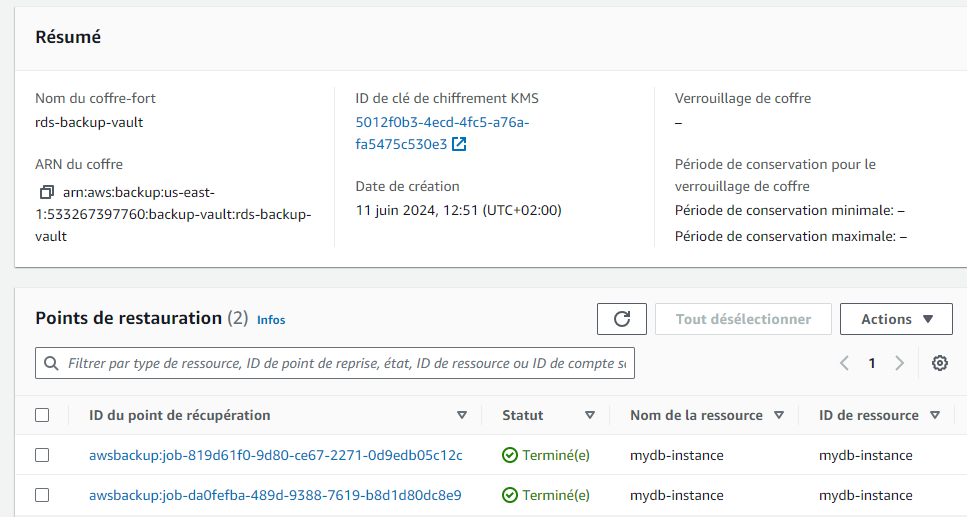 Résumé
Nom du coffre-fort
rds-backup-vault
ARN du coffre
arn:aws:backup:us-east-
1:533267397760:backup-vault:rds-backup-
vault
ID de clé de chiffrement KMS
5012f0b3-4ecd-4fc5-a76a-
fa5475c530e3
Date de création
11 juin 2024, 12:51 (UTC+02:00)
Verrouillage de coffre
–
Période de conservation pour le
verrouillage de coffre
Période de conservation minimale: –
Période de conservation maximale: –
Points de restauration (2) Infos
Tout désélectionner
Actions
Filtrer par type de ressource, ID de point de reprise, état, ID de ressource ou ID de compte s
1
ID du point de récupération Statut Nom de la ressource ID de ressource
awsbackup:job-819d61f0-9d80-ce67-2271-0d9edb05c12c Terminé(e) mydb-instance mydb-instance
awsbackup:job-da0fefba-489d-9388-7619-b8d1d80dc8e9 Terminé(e) mydb-instance mydb-instance